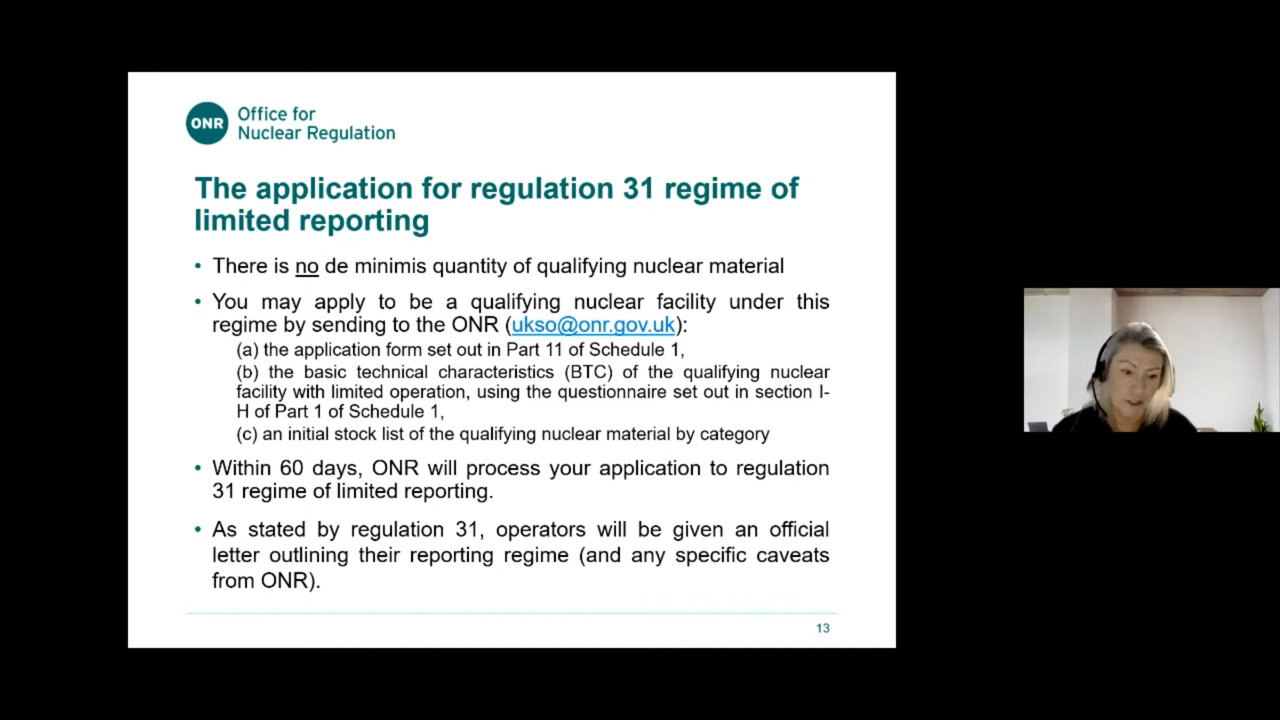 ONR
Office for
Nuclear Regulation
The application for regulation 31 regime of
limited reporting
• There is no de minimis quantity of qualifying nuclear material
• You may apply to be a qualifying nuclear facility under this
regime by sending to the ONR (ukso@onr.gov.uk):
(a) the application form set out in Part 11 of Schedule 1,
(b) the basic technical characteristics (BTC) of the qualifying nuclear
facility with limited operation, using the questionnaire set out in section I-
H of Part 1 of Schedule 1,
(c) an initial stock list of the qualifying nuclear material by category
• Within 60 days, ONR will process your application to regulation
31 regime of limited reporting.
• As stated by regulation 31, operators will be given an official
letter outlining their reporting regime (and any specific caveats
from ONR).
13